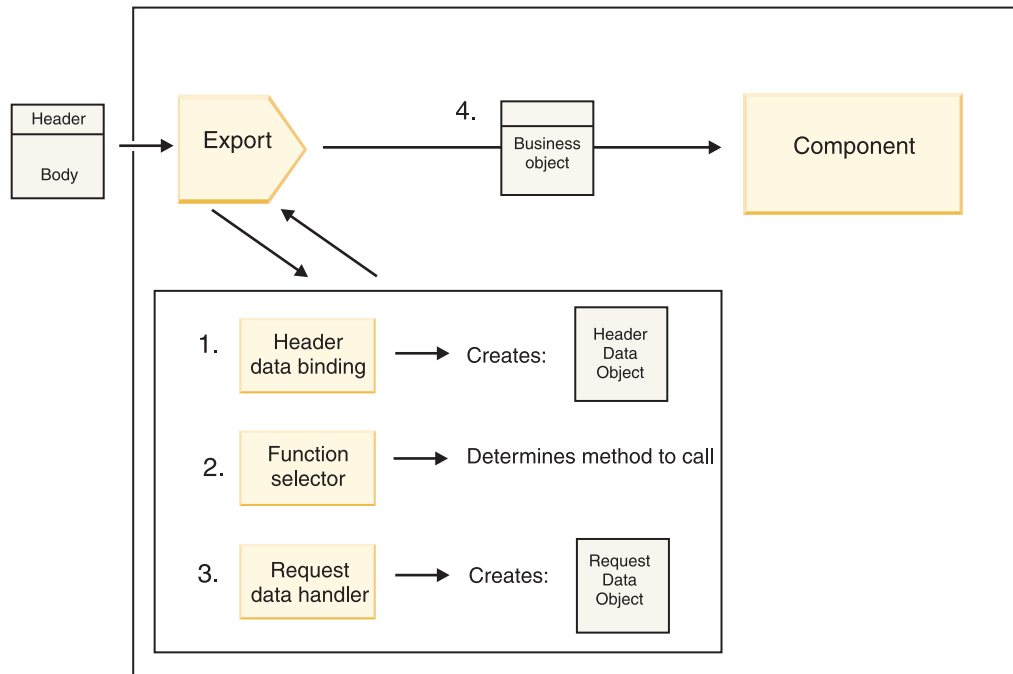 Header
Body
Export
4.
Business
object
Component
1.
Header
data binding
Creates:
Header
Data
Object
2.
Function
selector
Determines method to call
3.
Request
data handler
Creates:
Request
Data
Object